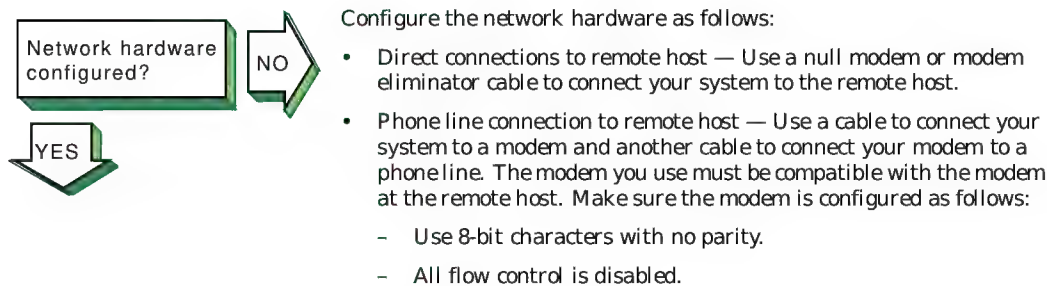 Network hardware
configured?
NO
YES
Configure the network hardware as follows:
• Direct connections to remote host — Use a null modem or modem
eliminator cable to connect your system to the remote host.
• Phone line connection to remote host — Use a cable to connect your
system to a modem and another cable to connect your modem to a
phone line. The modem you use must be compatible with the modem
at the remote host. Make sure the modem is configured as follows:
– Use 8-bit characters with no parity.
– All flow control is disabled.